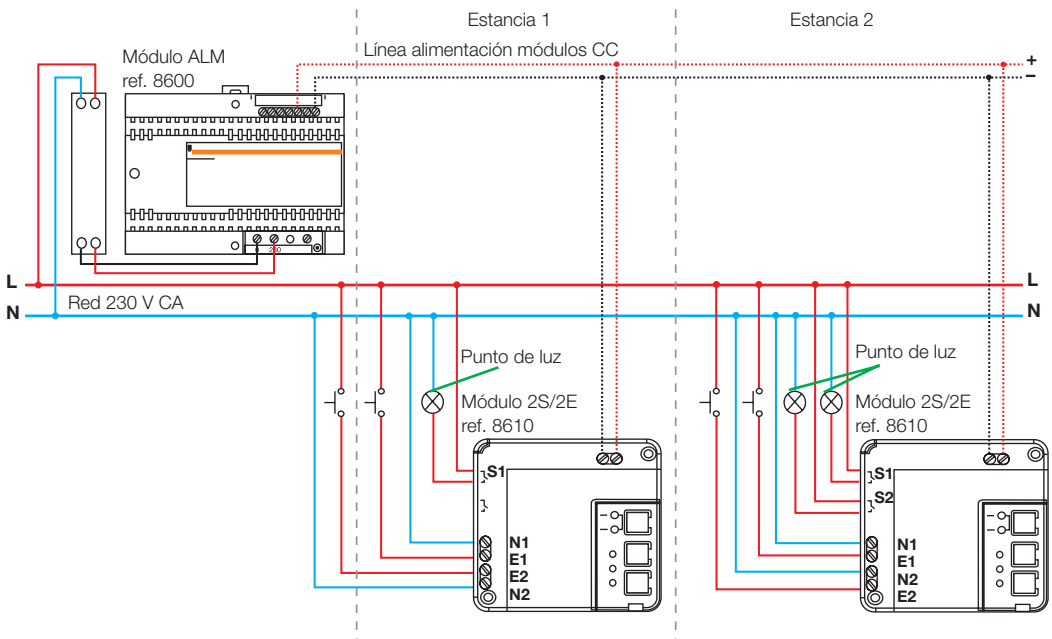 Estancia 1
Estancia 2
Módulo ALM
ref. 8600
Línea alimentación módulos CC
+
–
0 230
L
L
N
N
Red 230 V CA
Punto de luz
Módulo 2S/2E
ref. 8610
S1
N1
E1
E2
N2
Punto de luz
Módulo 2S/2E
ref. 8610
S1
S2
N1
E1
N2
E2